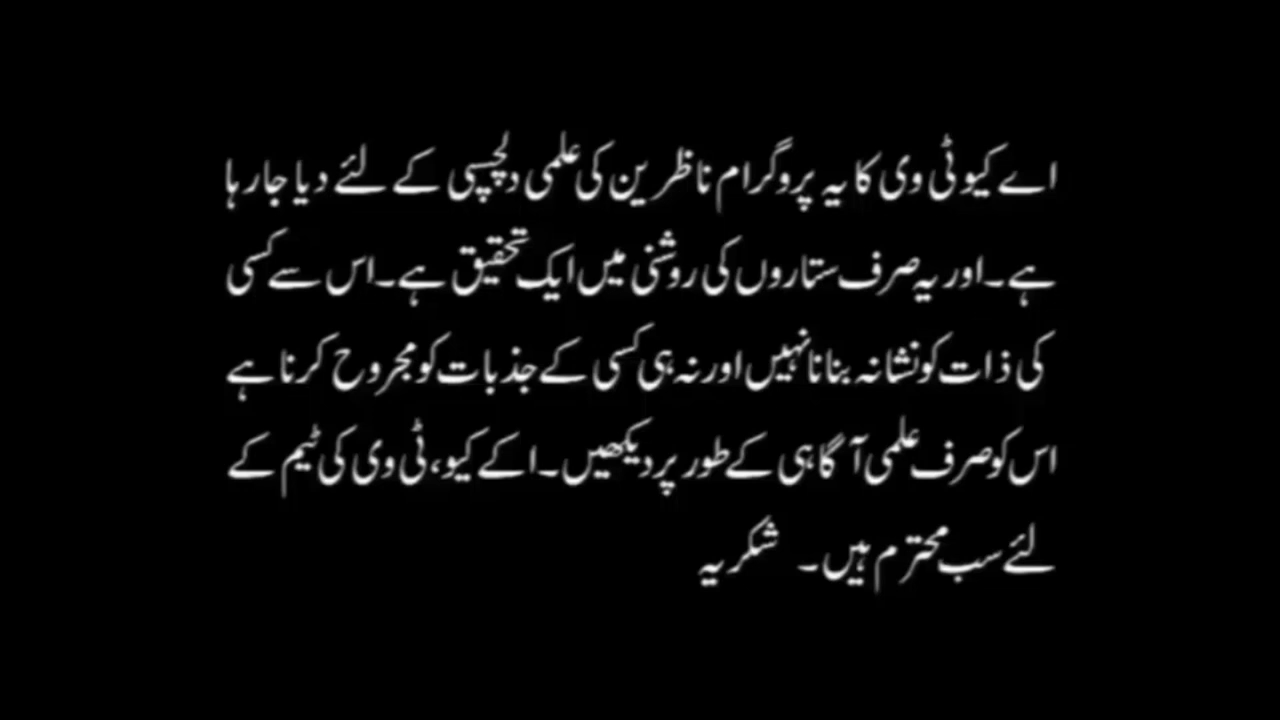 اے کیو ٹی وی کا یہ پروگرام ناظرین کی علمی دلچسپی کے لئے دیا جا رہا
ہے۔ اور یہ صرف ستاروں کی روشنی میں ایک تحقیق ہے۔ اس سے کسی
کی ذات کو نشانہ بنانا نہیں اور نہ ہی کسی کے جذبات کو مجروح کرنا ہے
اس کو صرف علمی آگاہی کے طور پر دیکھیں۔ اکے کیو، ٹی وی کی ٹیم کے
لئے سب محترم ہیں۔ شکریہ